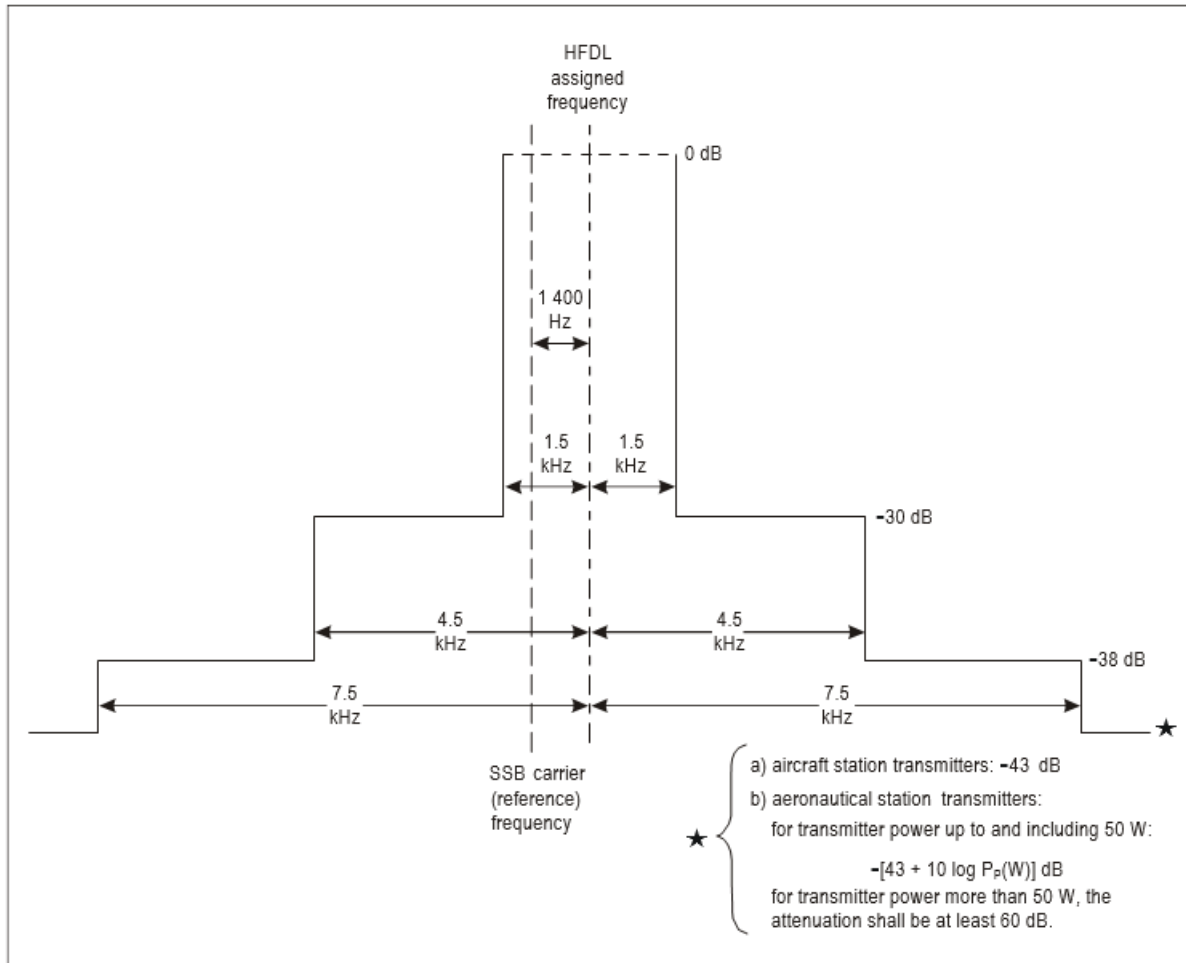 HFDL
assigned
frequency
0 dB
1 400
Hz
1.5
kHz
1.5
kHz
-30 dB
4.5
kHz
4.5
kHz
-38 dB
7.5
kHz
7.5
kHz
★
SSB carrier
(reference)
frequency
★
a) aircraft station transmitters: -43 dB
b) aeronautical station transmitters:
for transmitter power up to and including 50 W:
-[43 + 10 log Pₚ(W)] dB
for transmitter power more than 50 W, the
attenuation shall be at least 60 dB.